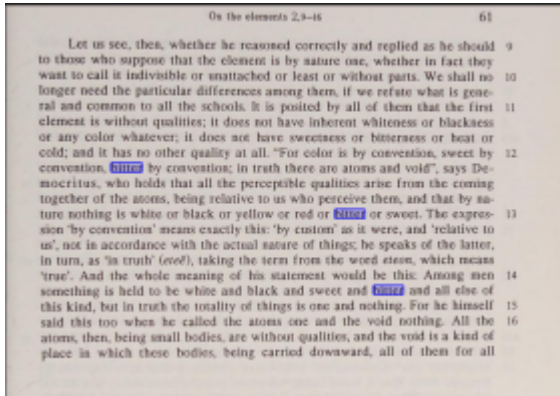 On the elements 2,9–16 61
Let us see, then, whether he reasoned correctly and replied as he should 9
to those who suppose that the element is by nature one, whether in fact they
want to call it indivisible or unattached or least or without parts. We shall no 10
longer need the particular differences among them, if we refute what is gene-
ral and common to all the schools. It is posited by all of them that the first 11
element is without qualities; it does not have inherent whiteness or blackness
or any color whatever; it does not have sweetness or bitterness or heat or
cold; and it has no other quality at all. “For color is by convention, sweet by 12
convention, bitter by convention; in truth there are atoms and void”, says De-
mocritus, who holds that all the perceptible qualities arise from the coming
together of the atoms, being relative to us who perceive them, and that by na-
ture nothing is white or black or yellow or red or bitter or sweet. The expres- 13
sion ‘by convention’ means exactly this: ‘by custom’ as it were, and ‘relative to
us’, not in accordance with the actual nature of things; he speaks of the latter,
in turn, as ‘in truth’ (eteē), taking the term from the word eteon, which means
‘true’. And the whole meaning of his statement would be this: Among men 14
something is held to be white and black and sweet and bitter and all else of
this kind, but in truth the totality of things is one and nothing. For he himself 15
said this too when he called the atoms one and the void nothing. All the 16
atoms, then, being small bodies, are without qualities, and the void is a kind of
place in which these bodies, being carried downward, all of them for all